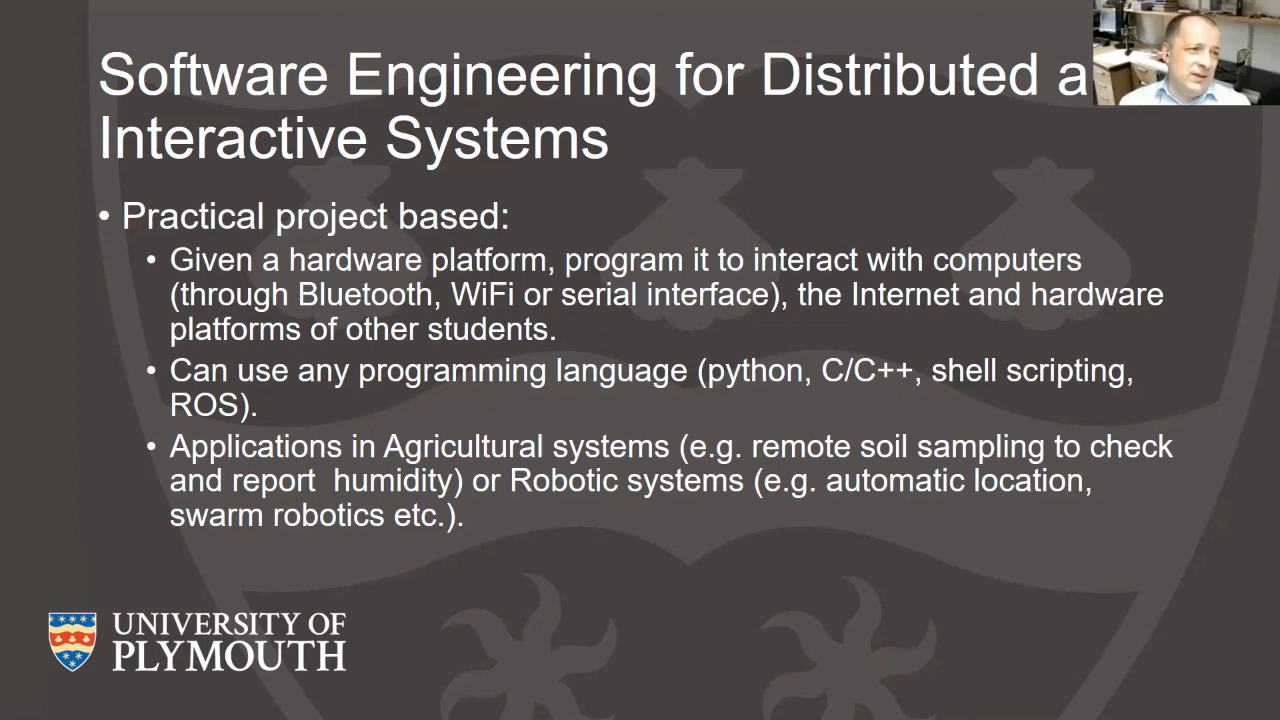 Software Engineering for Distributed a
Interactive Systems
• Practical project based:
• Given a hardware platform, program it to interact with computers
(through Bluetooth, WiFi or serial interface), the Internet and hardware
platforms of other students.
• Can use any programming language (python, C/C++, shell scripting,
ROS).
• Applications in Agricultural systems (e.g. remote soil sampling to check
and report  humidity) or Robotic systems (e.g. automatic location,
swarm robotics etc.).
UNIVERSITY OF
PLYMOUTH